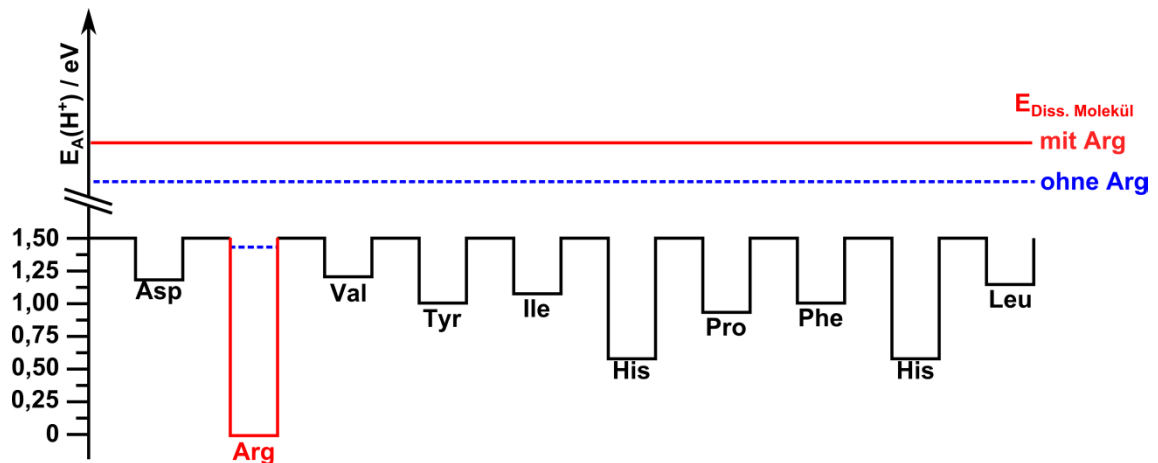 E_A(H⁺) / eV
E_Diss. Molekül
mit Arg
ohne Arg
1,50
1,25
1,00
0,75
0,50
0,25
0
Asp
Arg
Val
Tyr
Ile
His
Pro
Phe
His
Leu